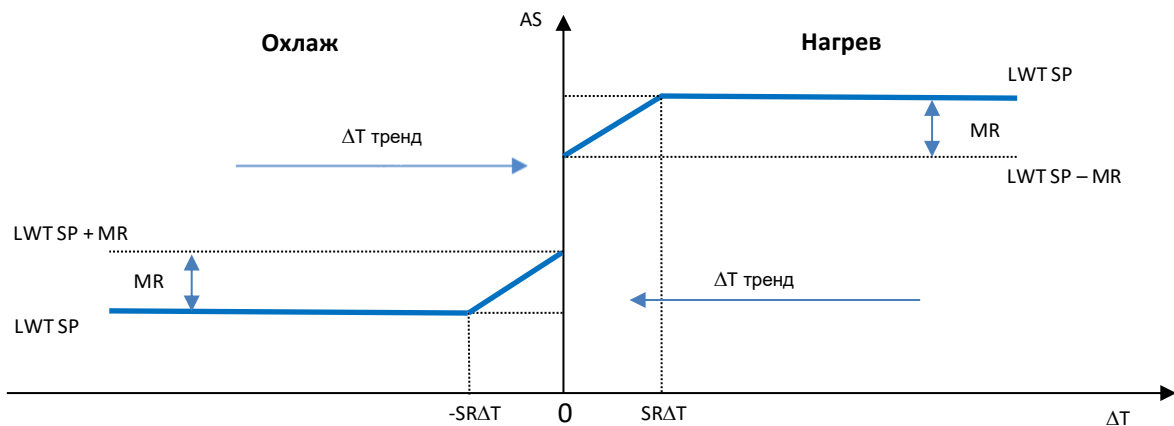 AS
Охлаж
Нагрев
LWT SP
ΔT тренд
MR
LWT SP – MR
LWT SP + MR
MR
ΔT тренд
LWT SP
-SRΔT
0
SRΔT
ΔT